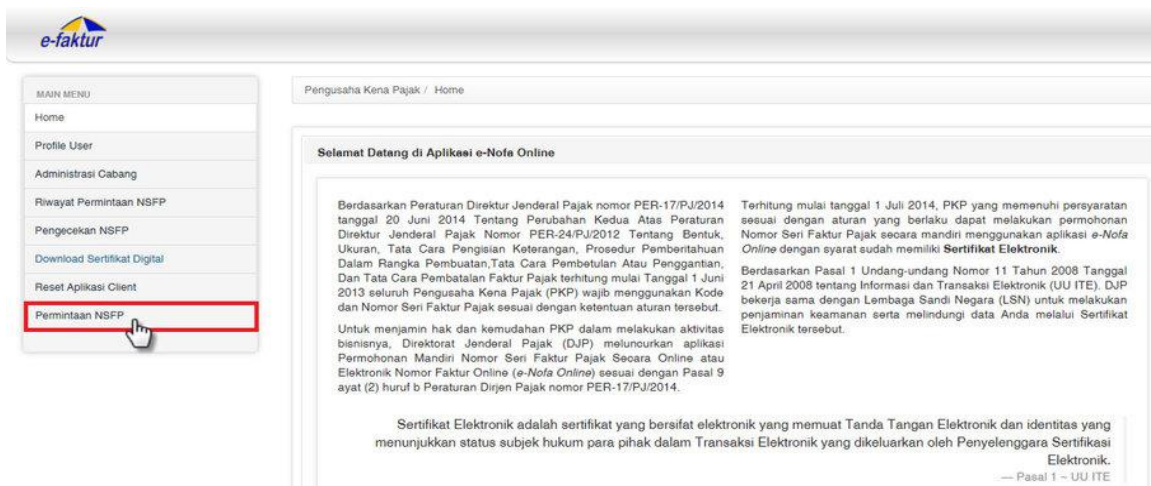 e-faktur
MAIN MENU
Home
Profile User
Administrasi Cabang
Riwayat Permintaan NSFP
Pengecekan NSFP
Download Sertifikat Digital
Reset Aplikasi Client
Permintaan NSFP
Pengusaha Kena Pajak / Home
Selamat Datang di Aplikasi e-Nofa Online
Berdasarkan Peraturan Direktur Jenderal Pajak nomor PER-17/PJ/2014
tanggal 20 Juni 2014 Tentang Perubahan Kedua Atas Peraturan
Direktur Jenderal Pajak Nomor PER-24/PJ/2012 Tentang Bentuk,
Ukuran, Tata Cara Pengisian Keterangan, Prosedur Pemberitahuan
Dalam Rangka Pembuatan,Tata Cara Pembetulan Atau Penggantian,
Dan Tata Cara Pembatalan Faktur Pajak terhitung mulai Tanggal 1 Juni
2013 seluruh Pengusaha Kena Pajak (PKP) wajib menggunakan Kode
dan Nomor Seri Faktur Pajak sesuai dengan ketentuan aturan tersebut.
Untuk menjamin hak dan kemudahan PKP dalam melakukan aktivitas
bisnisnya, Direktorat Jenderal Pajak (DJP) meluncurkan aplikasi
Permohonan Mandiri Nomor Seri Faktur Pajak Secara Online atau
Elektronik Nomor Faktur Online (e-Nofa Online) sesuai dengan Pasal 9
ayat (2) huruf b Peraturan Dirjen Pajak nomor PER-17/PJ/2014.
Terhitung mulai tanggal 1 Juli 2014, PKP yang memenuhi persyaratan
sesuai dengan aturan yang berlaku dapat melakukan permohonan
Nomor Seri Faktur Pajak secara mandiri menggunakan aplikasi e-Nofa
Online dengan syarat sudah memiliki Sertifikat Elektronik.
Berdasarkan Pasal 1 Undang-undang Nomor 11 Tahun 2008 Tanggal
21 April 2008 tentang Informasi dan Transaksi Elektronik (UU ITE). DJP
bekerja sama dengan Lembaga Sandi Negara (LSN) untuk melakukan
penjaminan keamanan serta melindungi data Anda melalui Sertifikat
Elektronik tersebut.
Sertifikat Elektronik adalah sertifikat yang bersifat elektronik yang memuat Tanda Tangan Elektronik dan identitas yang
menunjukkan status subjek hukum para pihak dalam Transaksi Elektronik yang dikeluarkan oleh Penyelenggara Sertifikasi
Elektronik.
— Pasal 1 ~ UU ITE